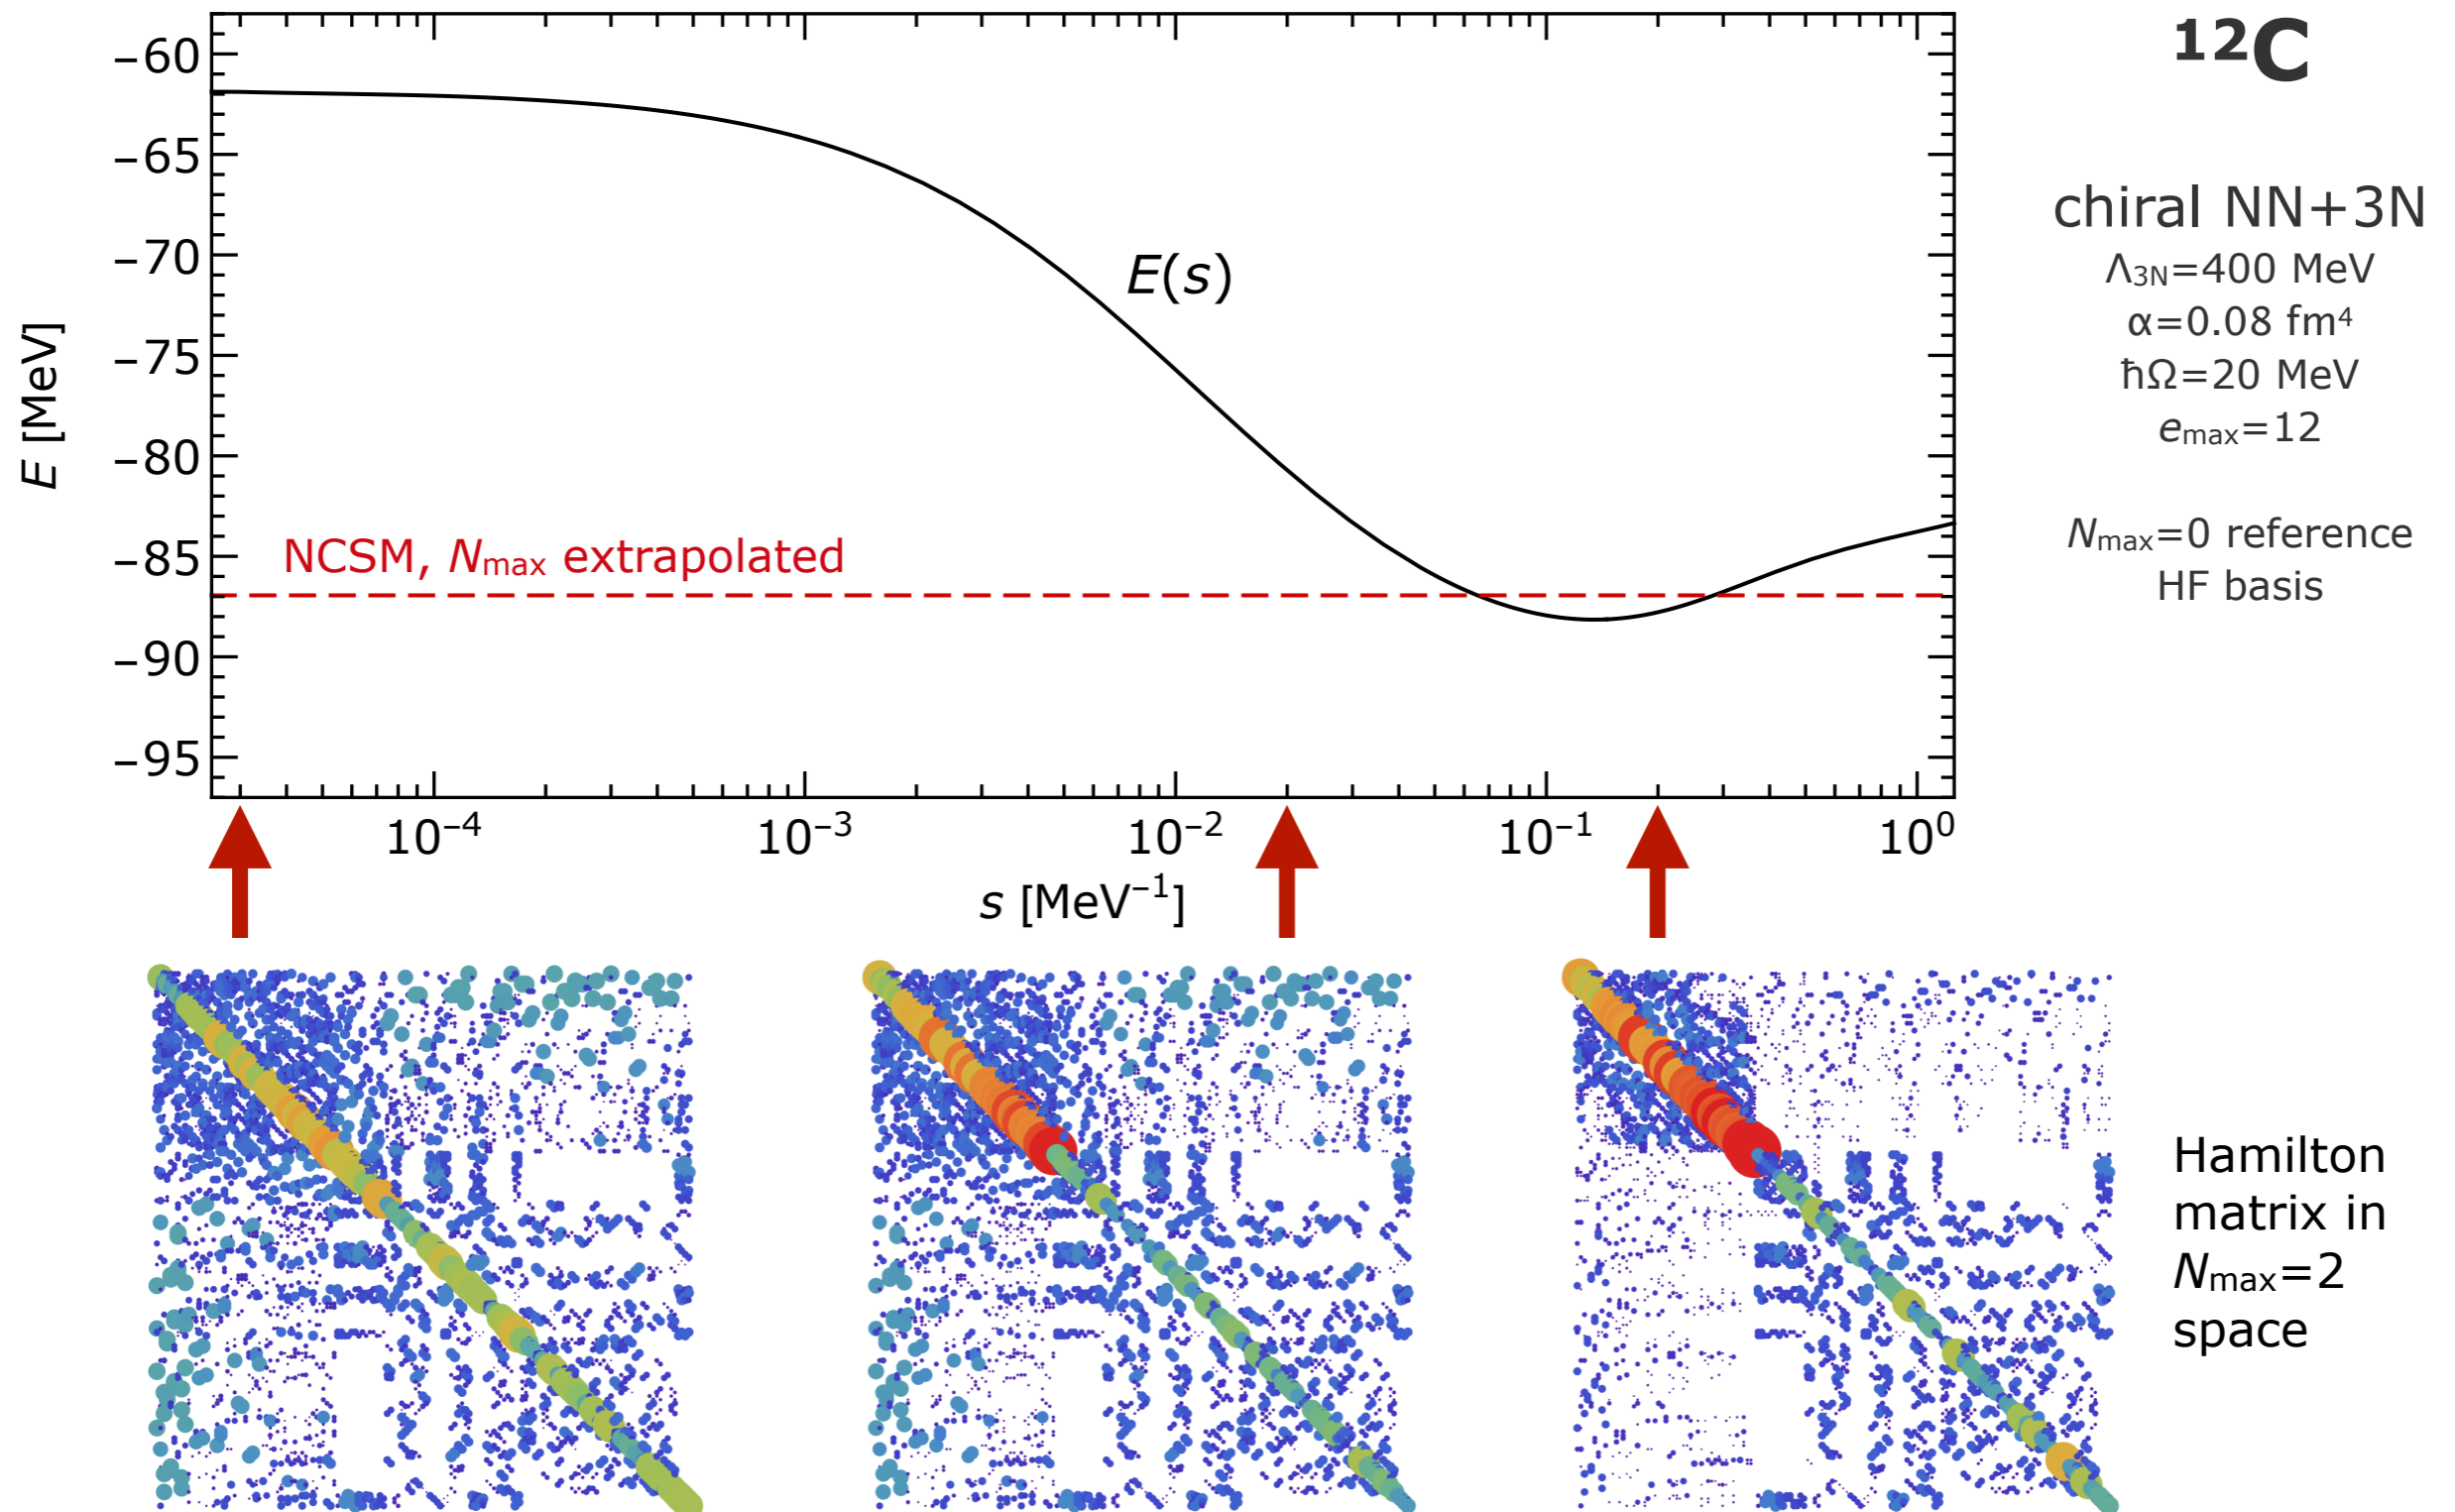 ¹²C
chiral NN+3N
Λ₃N=400 MeV
α=0.08 fm⁴
ħΩ=20 MeV
emax=12
Nmax=0 reference
HF basis
E [MeV]
−60
−65
−70
−75
−80
−85
−90
−95
E(s)
NCSM, Nmax extrapolated
10⁻⁴
10⁻³
10⁻²
10⁻¹
10⁰
s [MeV⁻¹]
Hamilton
matrix in
Nmax=2
space